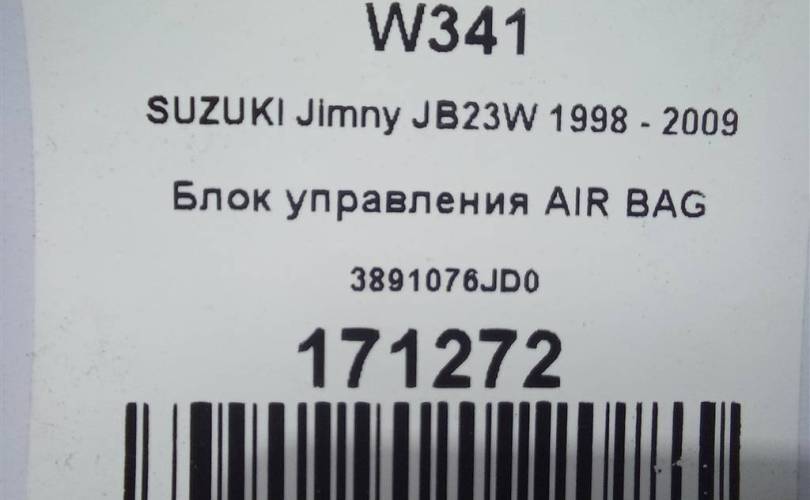 W341
SUZUKI Jimny JB23W 1998 - 2009
Блок управления AIR BAG
3891076JD0
171272